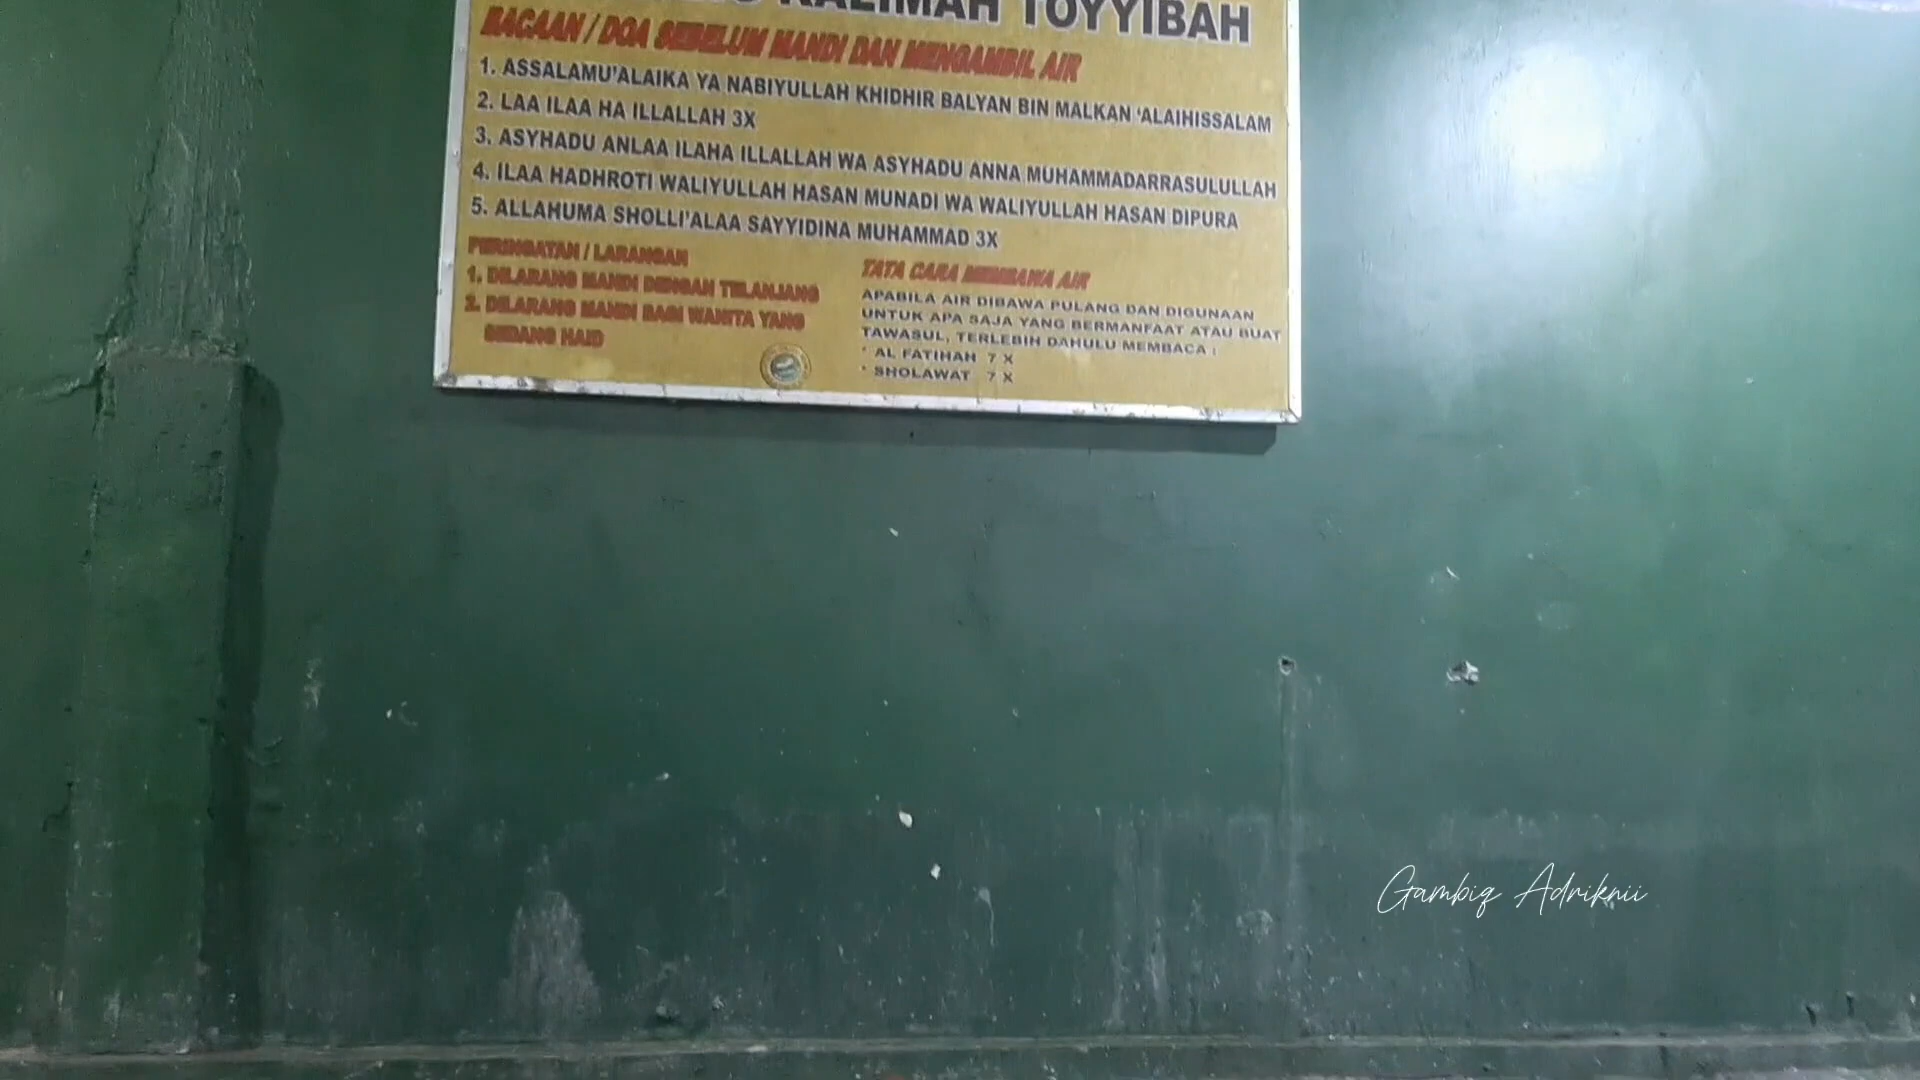 KALIMAH TOYYIBAH
BACAAN / DOA SEBELUM MANDI DAN MENGAMBIL AIR
1. ASSALAMU'ALAIKA YA NABIYULLAH KHIDHIR BALYAN BIN MALKAN 'ALAIHISSALAM
2. LAA ILAA HA ILLALLAH 3X
3. ASYHADU ANLAA ILAHA ILLALLAH WA ASYHADU ANNA MUHAMMADARRASULULLAH
4. ILAA HADHROTI WALIYULLAH HASAN MUNADI WA WALIYULLAH HASAN DIPURA
5. ALLAHUMA SHOLLI'ALAA SAYYIDINA MUHAMMAD 3X
PERINGATAN / LARANGAN
1. DILARANG MANDI DENGAN TELANJANG
2. DILARANG MANDI BAGI WANITA YANG
SEDANG HAID
TATA CARA MEMBAWA AIR
APABILA AIR DIBAWA PULANG DAN DIGUNAAN
UNTUK APA SAJA YANG BERMANFAAT ATAU BUAT
TAWASUL, TERLEBIH DAHULU MEMBACA :
* AL FATIHAH 7 X
* SHOLAWAT 7 X
Gambiq Adriknii